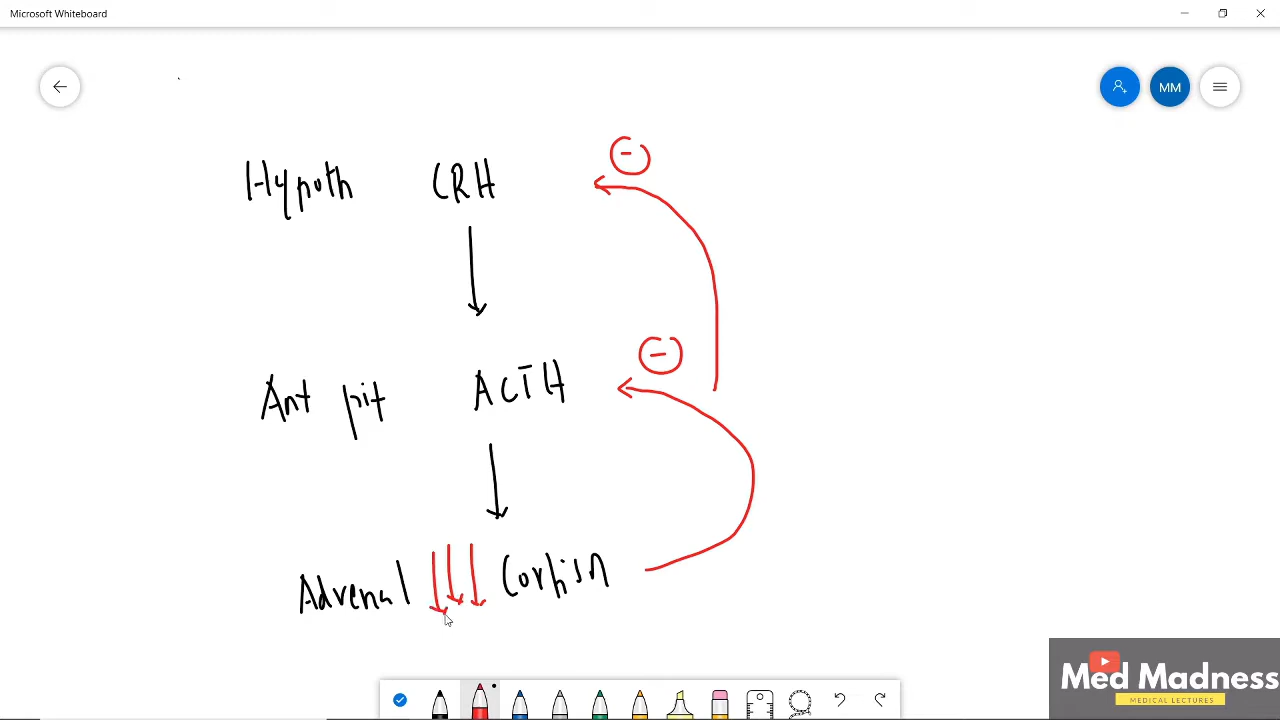 Microsoft Whiteboard
MM
Hypoth CRH
Ant pit ACTH
Adrenal Cortisol
Med Madness
MEDICAL LECTURES